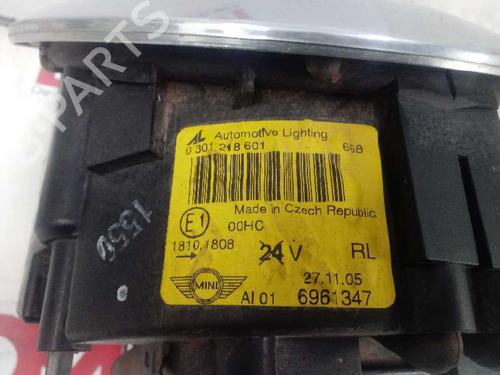 AL Automotive Lighting
0 301 218 601 668
Made in Czech Republic
E1 00HC
1810,1808 24V RL
→
MINI 27.11.05
AI 01 6961347
1550